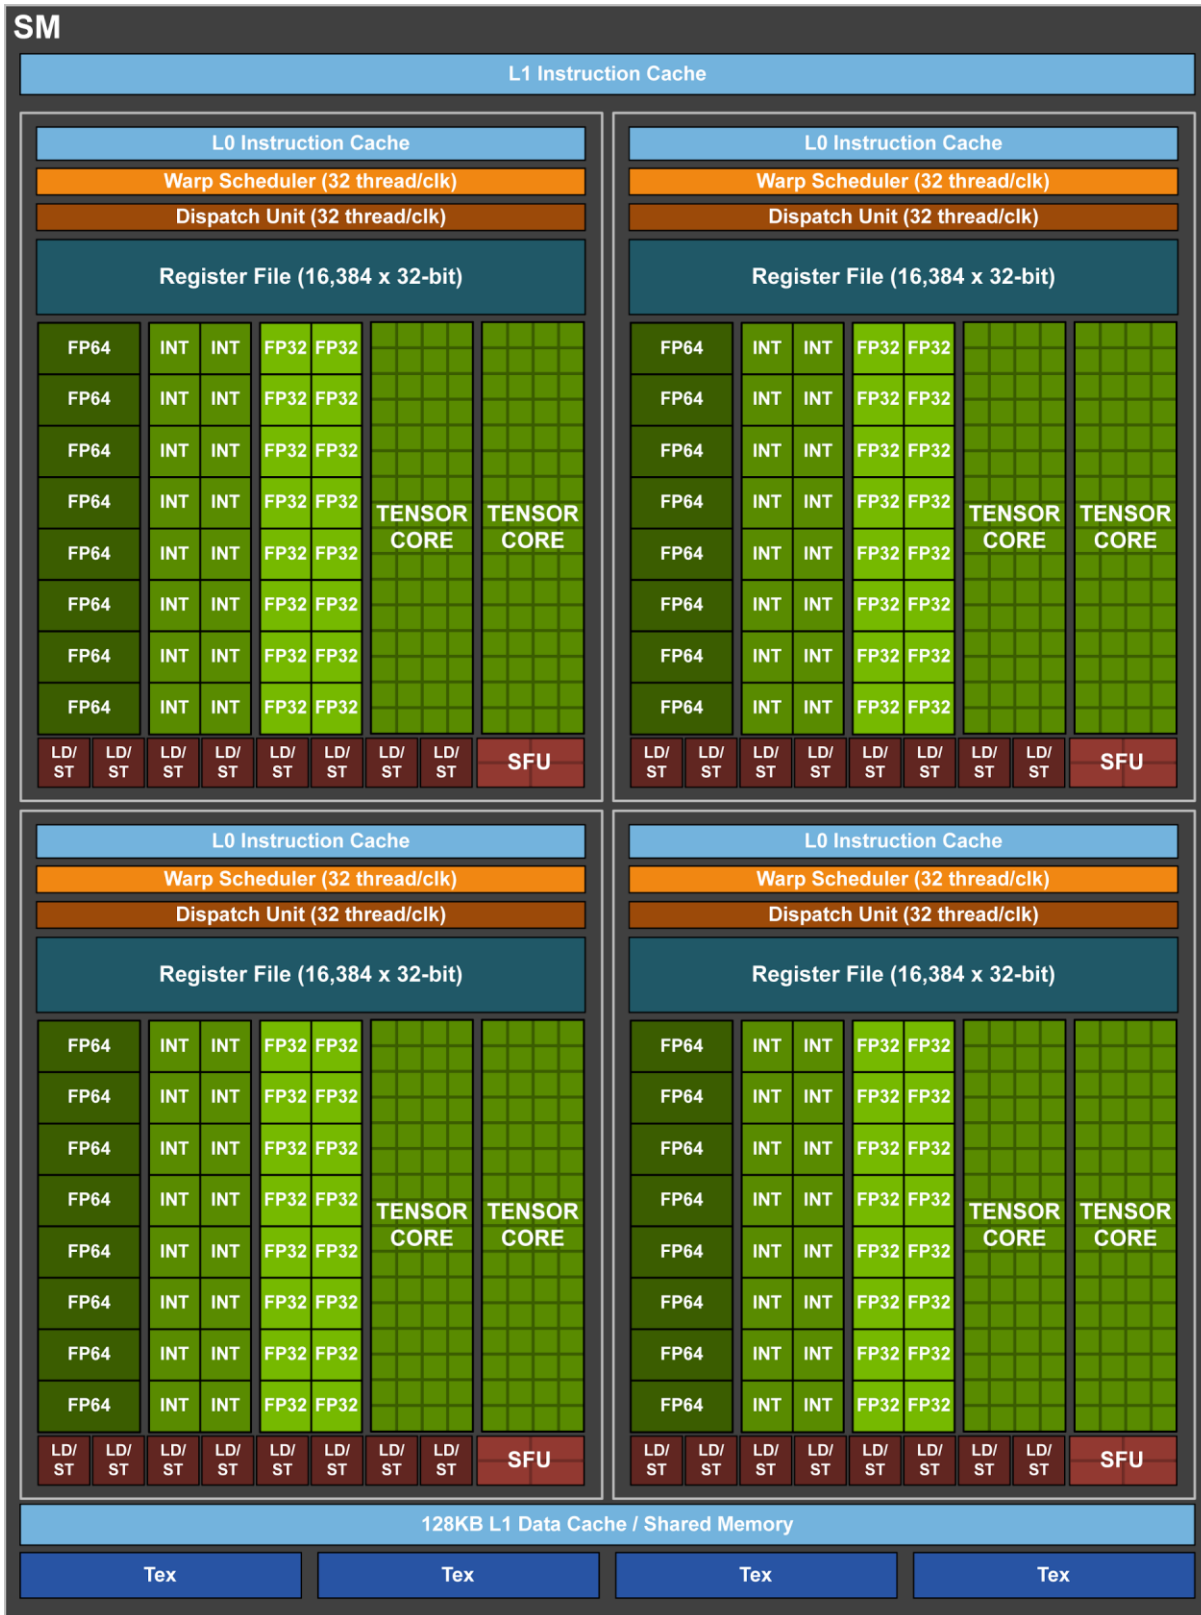 SM
L1 Instruction Cache
L0 Instruction Cache
Warp Scheduler (32 thread/clk)
Dispatch Unit (32 thread/clk)
Register File (16,384 x 32-bit)
FP64 INT INT FP32 FP32
FP64 INT INT FP32 FP32
FP64 INT INT FP32 FP32
FP64 INT INT FP32 FP32
FP64 INT INT FP32 FP32
FP64 INT INT FP32 FP32
FP64 INT INT FP32 FP32
FP64 INT INT FP32 FP32
TENSOR TENSOR
CORE CORE
LD/ LD/ LD/ LD/ LD/ LD/ LD/ LD/
ST ST ST ST ST ST ST ST
SFU
L0 Instruction Cache
Warp Scheduler (32 thread/clk)
Dispatch Unit (32 thread/clk)
Register File (16,384 x 32-bit)
FP64 INT INT FP32 FP32
FP64 INT INT FP32 FP32
FP64 INT INT FP32 FP32
FP64 INT INT FP32 FP32
FP64 INT INT FP32 FP32
FP64 INT INT FP32 FP32
FP64 INT INT FP32 FP32
FP64 INT INT FP32 FP32
TENSOR TENSOR
CORE CORE
LD/ LD/ LD/ LD/ LD/ LD/ LD/ LD/
ST ST ST ST ST ST ST ST
SFU
L0 Instruction Cache
Warp Scheduler (32 thread/clk)
Dispatch Unit (32 thread/clk)
Register File (16,384 x 32-bit)
FP64 INT INT FP32 FP32
FP64 INT INT FP32 FP32
FP64 INT INT FP32 FP32
FP64 INT INT FP32 FP32
FP64 INT INT FP32 FP32
FP64 INT INT FP32 FP32
FP64 INT INT FP32 FP32
FP64 INT INT FP32 FP32
TENSOR TENSOR
CORE CORE
LD/ LD/ LD/ LD/ LD/ LD/ LD/ LD/
ST ST ST ST ST ST ST ST
SFU
L0 Instruction Cache
Warp Scheduler (32 thread/clk)
Dispatch Unit (32 thread/clk)
Register File (16,384 x 32-bit)
FP64 INT INT FP32 FP32
FP64 INT INT FP32 FP32
FP64 INT INT FP32 FP32
FP64 INT INT FP32 FP32
FP64 INT INT FP32 FP32
FP64 INT INT FP32 FP32
FP64 INT INT FP32 FP32
FP64 INT INT FP32 FP32
TENSOR TENSOR
CORE CORE
LD/ LD/ LD/ LD/ LD/ LD/ LD/ LD/
ST ST ST ST ST ST ST ST
SFU
128KB L1 Data Cache / Shared Memory
Tex Tex Tex Tex